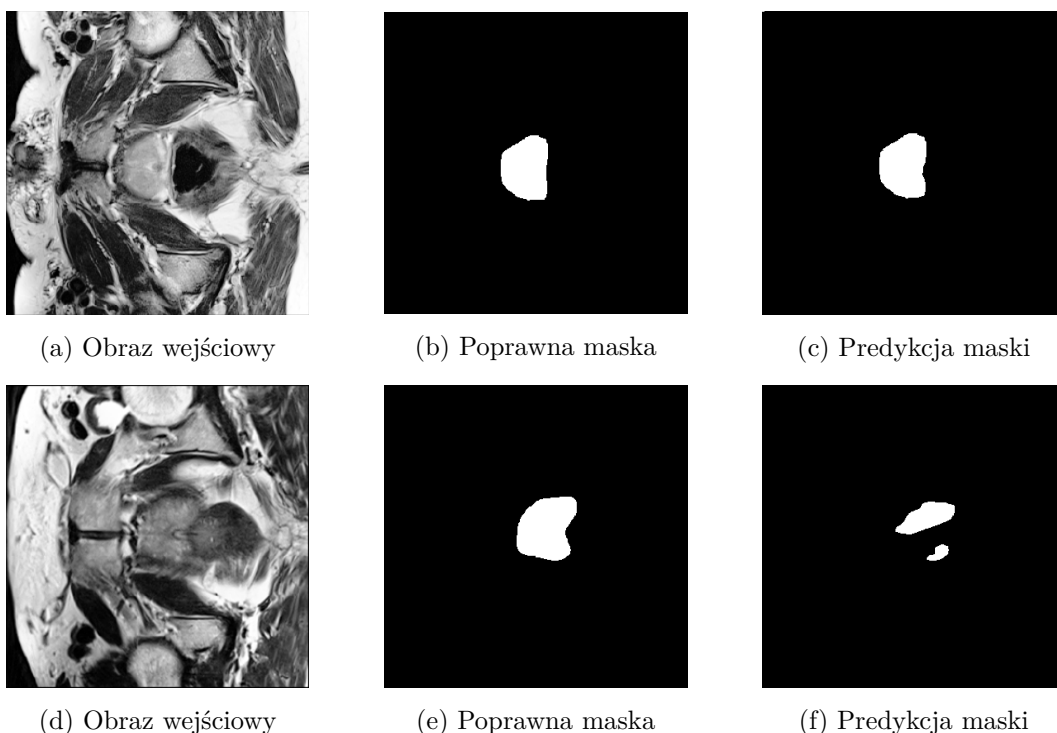 (a) Obraz wejściowy
(b) Poprawna maska
(c) Predykcja maski
(d) Obraz wejściowy
(e) Poprawna maska
(f) Predykcja maski